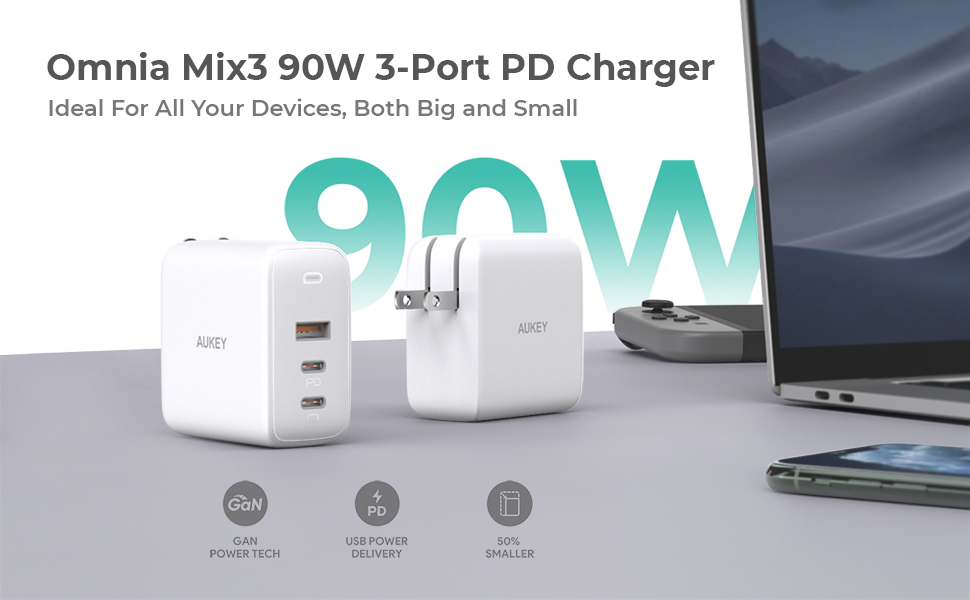 Omnia Mix3 90W 3-Port PD Charger
Ideal For All Your Devices, Both Big and Small
90W
AUKEY
PD
AUKEY
GaN
GAN
POWER TECH
PD
USB POWER
DELIVERY
50%
SMALLER